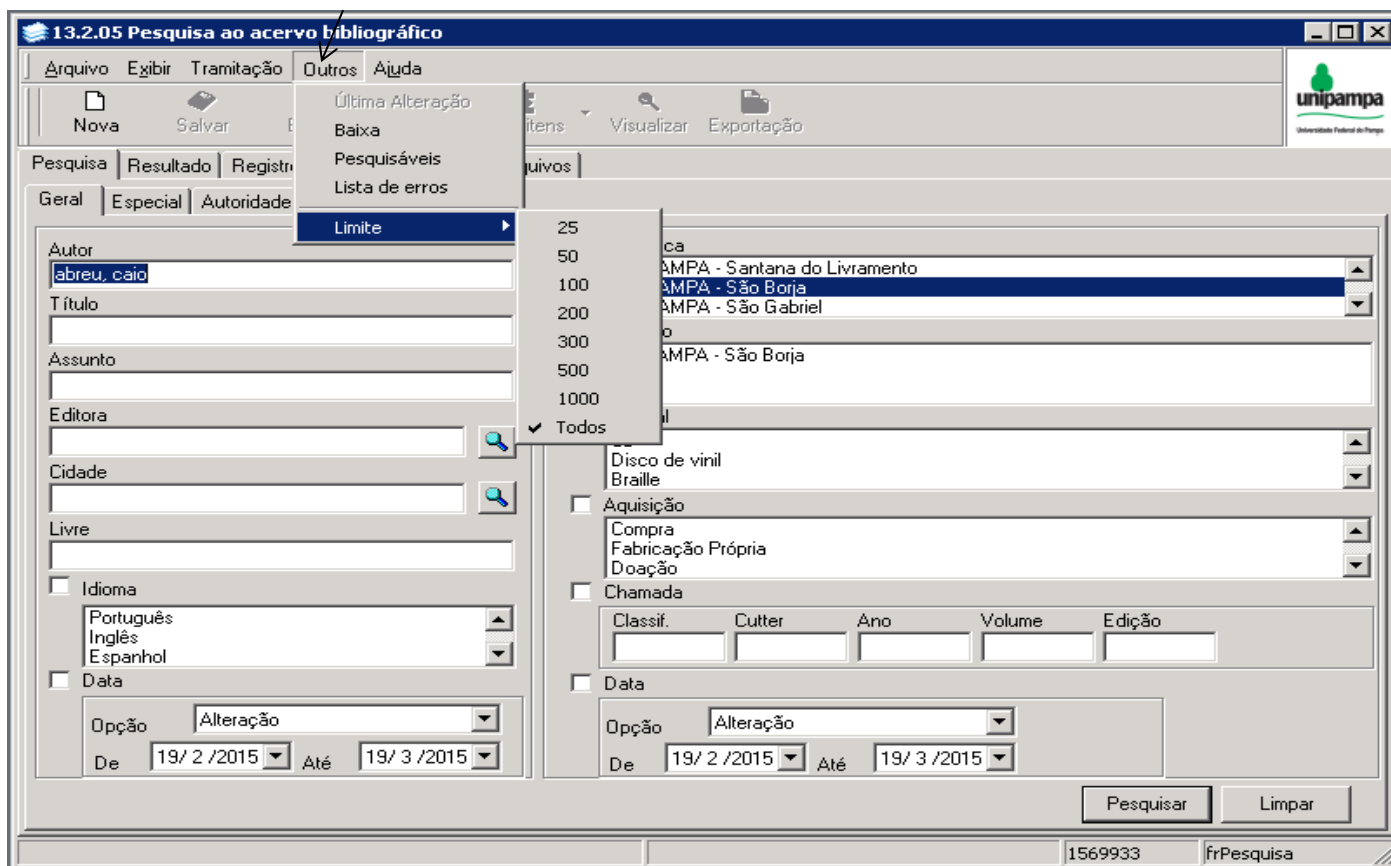 13.2.05 Pesquisa ao acervo bibliográfico
Arquivo Exibir Tramitação Outros Ajuda
unipampa
Universidade Federal do Pampa
Nova Salvar E itens Visualizar Exportação
Última Alteração
Baixa
Pesquisáveis
Lista de erros
Limite
25
50
100
200
300
500
1000
Todos
Pesquisa Resultado Registr quivos
Geral Especial Autoridade
Autor
abreu, caio
Título
Assunto
Editora
Cidade
Livre
Idioma
Português
Inglês
Espanhol
Data
Opção Alteração
De 19/ 2 /2015 Até 19/ 3 /2015
ca
AMPA - Santana do Livramento
AMPA - São Borja
AMPA - São Gabriel
o
AMPA - São Borja
al
Disco de vinil
Braille
Aquisição
Compra
Fabricação Própria
Doação
Chamada
Classif. Cutter Ano Volume Edição
Data
Opção Alteração
De 19/ 2 /2015 Até 19/ 3 /2015
Pesquisar Limpar
1569933 frPesquisa